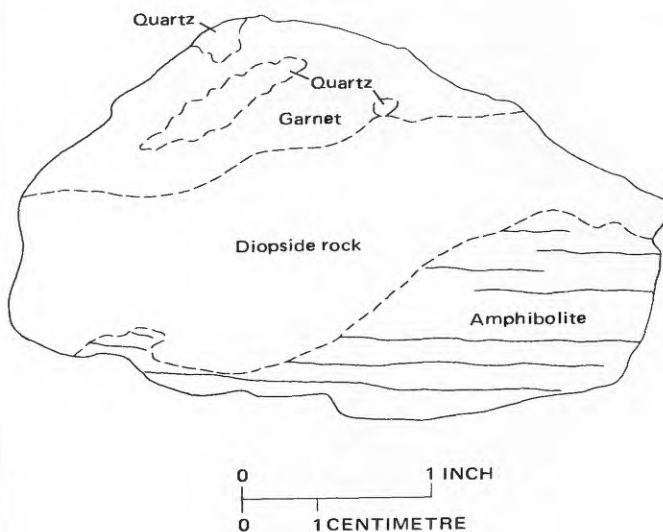 Quartz
Quartz
Garnet
Diopside rock
Amphibolite
0 1 INCH
0 1 CENTIMETRE